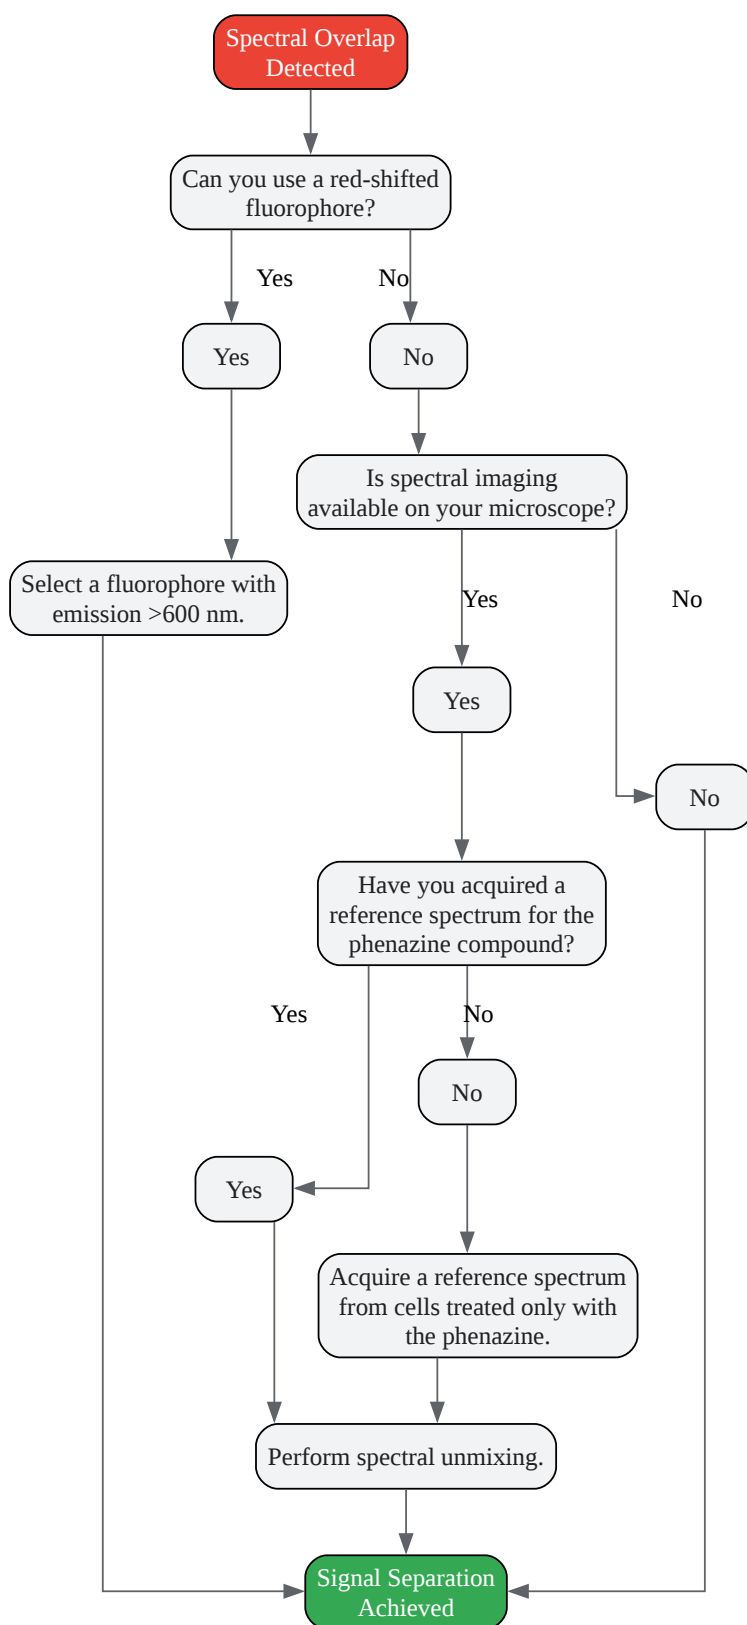 Spectral Overlap
Detected
Can you use a red-shifted
fluorophore?
Yes
No
Yes
No
Is spectral imaging
available on your microscope?
Select a fluorophore with
emission >600 nm.
Yes
No
Yes
No
Have you acquired a
reference spectrum for the
phenazine compound?
Yes
No
No
Yes
Acquire a reference spectrum
from cells treated only with
the phenazine.
Perform spectral unmixing.
Signal Separation
Achieved